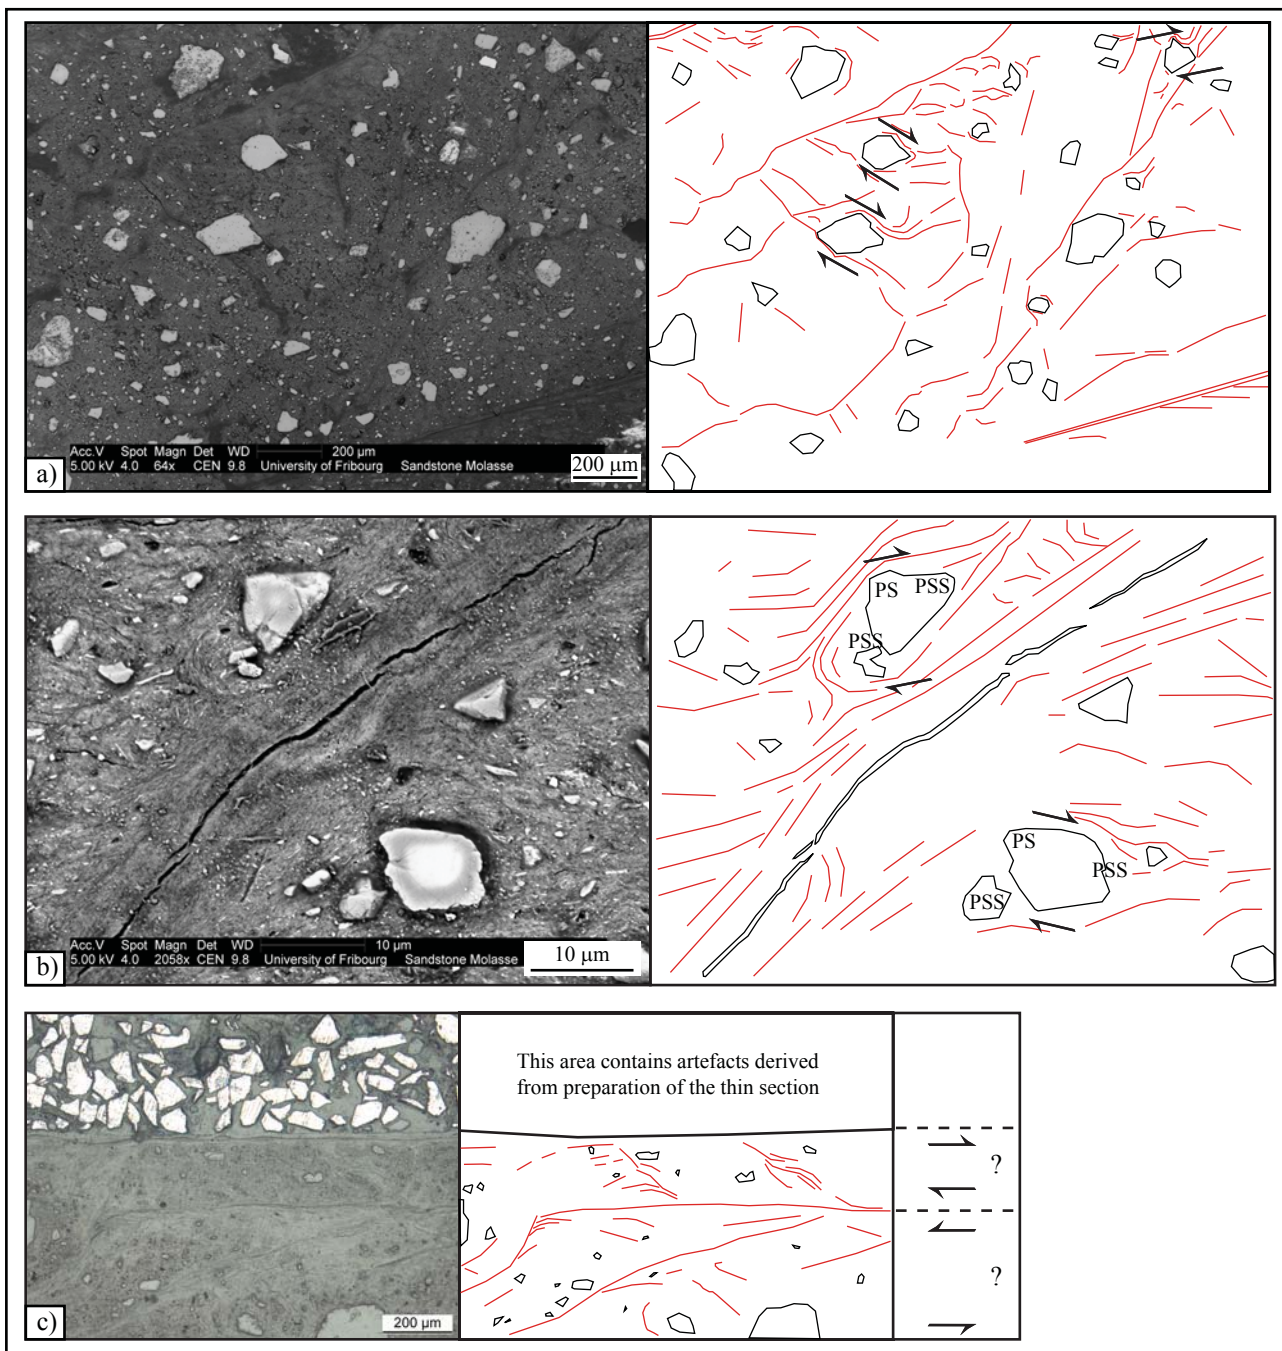 Acc.V Spot Magn Det WD 200 µm
5.00 kV 4.0 64x CEN 9.8 University of Fribourg Sandstone Molasse
200 µm
a)
PS PSS
PSS
PS
PSS
PSS
Acc.V Spot Magn Det WD 10 µm
5.00 kV 4.0 2058x CEN 9.8 University of Fribourg Sandstone Molasse
10 µm
b)
This area contains artefacts derived
from preparation of the thin section
?
?
200 µm
c)